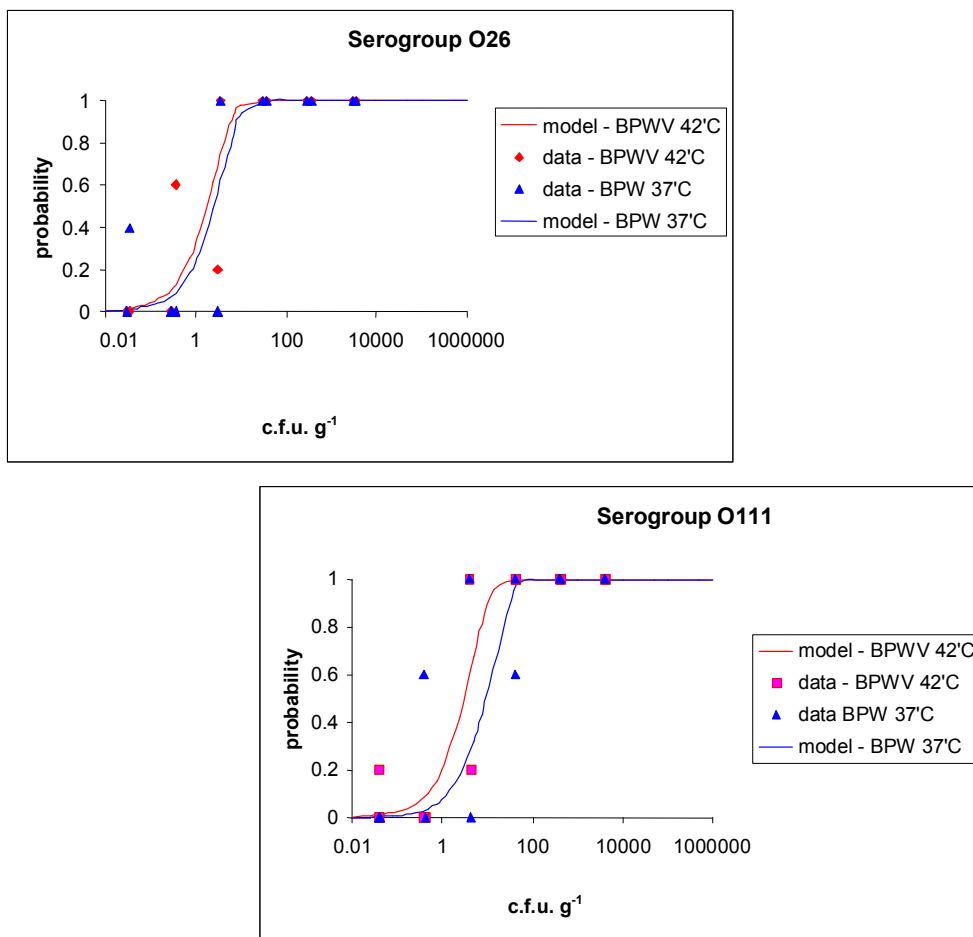 Serogroup O26
probability
1
0.8
0.6
0.4
0.2
0
0.01 1 100 10000 1000000
c.f.u. g⁻¹
model - BPWV 42'C
data - BPWV 42'C
data - BPW 37'C
model - BPW 37'C
Serogroup O111
probability
1
0.8
0.6
0.4
0.2
0
0.01 1 100 10000 1000000
c.f.u. g⁻¹
model - BPWV 42'C
data - BPWV 42'C
data BPW 37'C
model - BPW 37'C